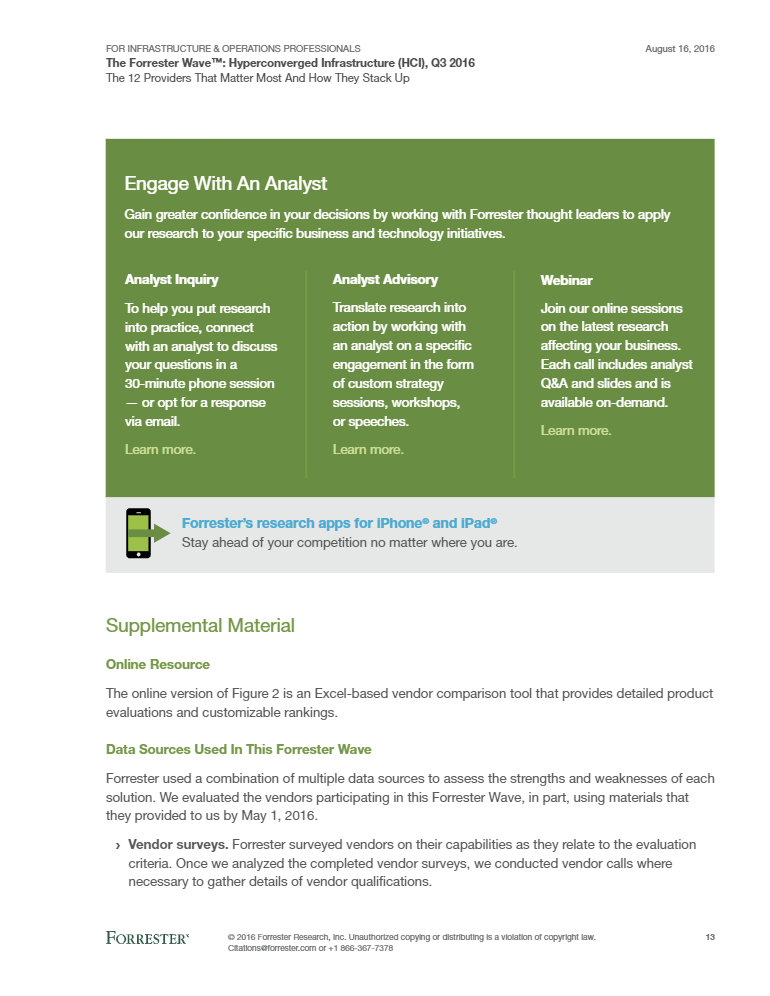 FOR INFRASTRUCTURE & OPERATIONS PROFESSIONALS
August 16, 2016
The Forrester Wave™: Hyperconverged Infrastructure (HCI), Q3 2016
The 12 Providers That Matter Most And How They Stack Up
Engage With An Analyst
Gain greater confidence in your decisions by working with Forrester thought leaders to apply
our research to your specific business and technology initiatives.
Analyst Inquiry
To help you put research
into practice, connect
with an analyst to discuss
your questions in a
30-minute phone session
— or opt for a response
via email.
Learn more.
Analyst Advisory
Translate research into
action by working with
an analyst on a specific
engagement in the form
of custom strategy
sessions, workshops,
or speeches.
Learn more.
Webinar
Join our online sessions
on the latest research
affecting your business.
Each call includes analyst
Q&A and slides and is
available on-demand.
Learn more.
Forrester’s research apps for iPhone® and iPad®
Stay ahead of your competition no matter where you are.
Supplemental Material
Online Resource
The online version of Figure 2 is an Excel-based vendor comparison tool that provides detailed product
evaluations and customizable rankings.
Data Sources Used In This Forrester Wave
Forrester used a combination of multiple data sources to assess the strengths and weaknesses of each
solution. We evaluated the vendors participating in this Forrester Wave, in part, using materials that
they provided to us by May 1, 2016.
› Vendor surveys. Forrester surveyed vendors on their capabilities as they relate to the evaluation
criteria. Once we analyzed the completed vendor surveys, we conducted vendor calls where
necessary to gather details of vendor qualifications.
FORRESTER
© 2016 Forrester Research, Inc. Unauthorized copying or distributing is a violation of copyright law.
Citations@forrester.com or +1 866-367-7378
13